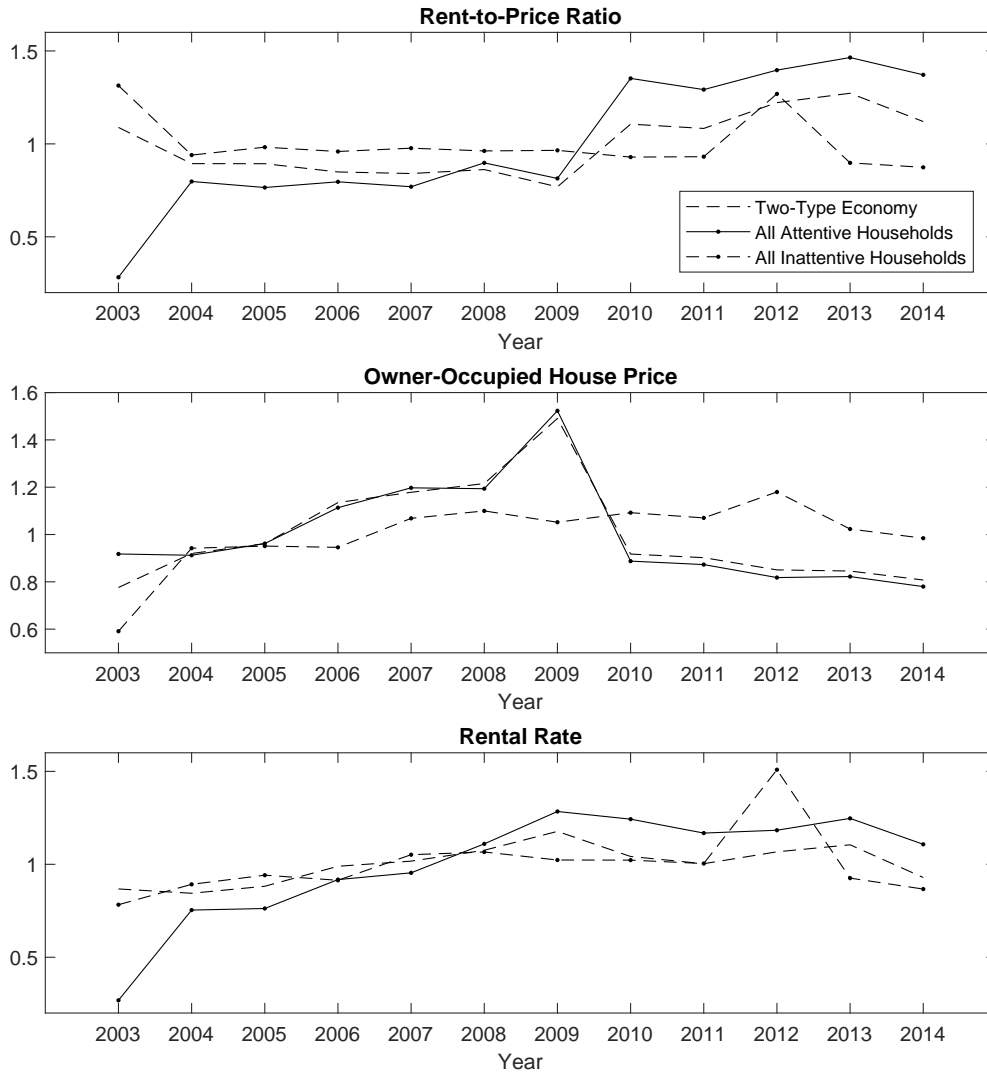 Rent-to-Price Ratio
1.5
1
0.5
Two-Type Economy
All Attentive Households
All Inattentive Households
2003 2004 2005 2006 2007 2008 2009 2010 2011 2012 2013 2014
Year
Owner-Occupied House Price
1.6
1.4
1.2
1
0.8
0.6
2003 2004 2005 2006 2007 2008 2009 2010 2011 2012 2013 2014
Year
Rental Rate
1.5
1
0.5
2003 2004 2005 2006 2007 2008 2009 2010 2011 2012 2013 2014
Year